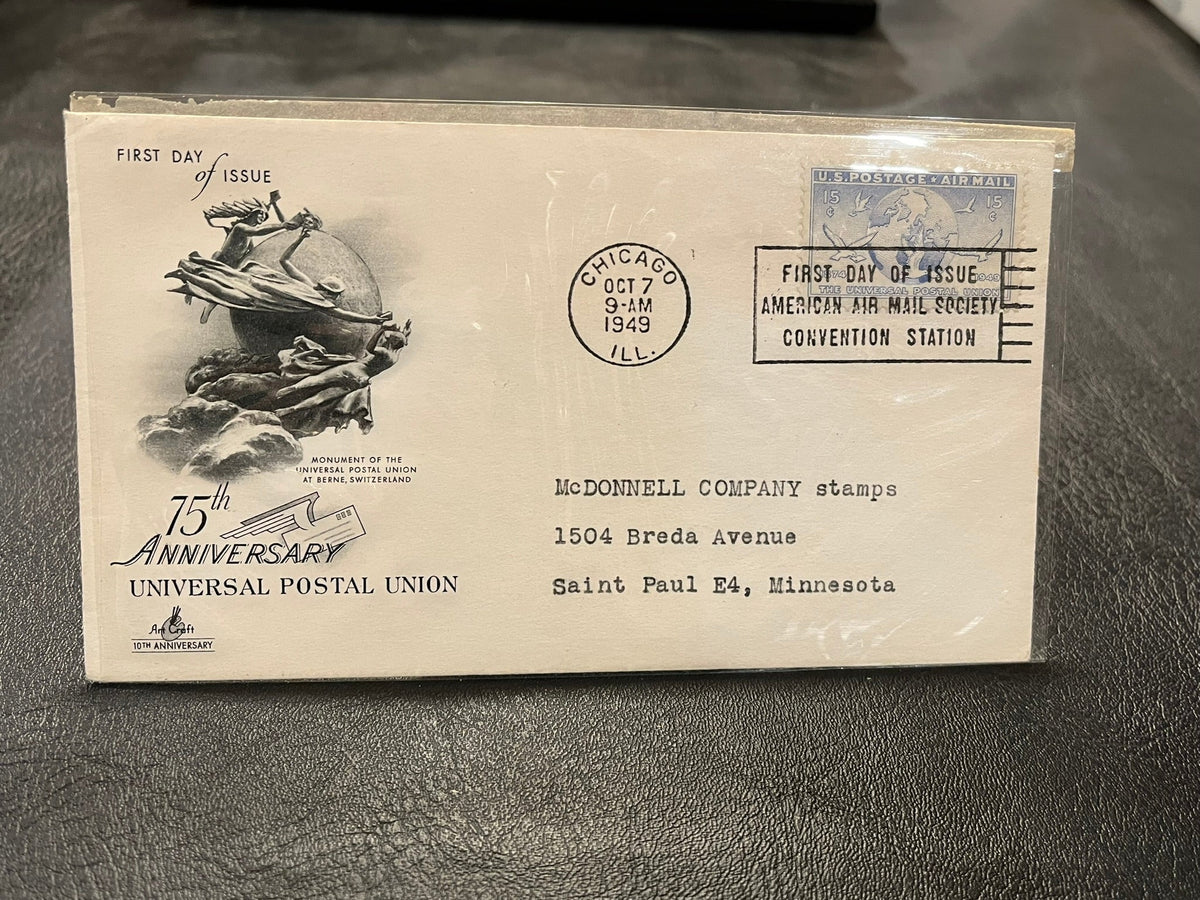 FIRST DAY
of ISSUE
MONUMENT OF THE
UNIVERSAL POSTAL UNION
AT BERNE, SWITZERLAND
75th
ANNIVERSARY
UNIVERSAL POSTAL UNION
Art Craft
10TH ANNIVERSARY
CHICAGO
OCT 7
9-AM
1949
ILL.
U.S. POSTAGE ★ AIR MAIL
15 ¢ 15 ¢
1874 1949
THE UNIVERSAL POSTAL UNION
FIRST DAY OF ISSUE
AMERICAN AIR MAIL SOCIETY
CONVENTION STATION
McDONNELL COMPANY stamps
1504 Breda Avenue
Saint Paul E4, Minnesota